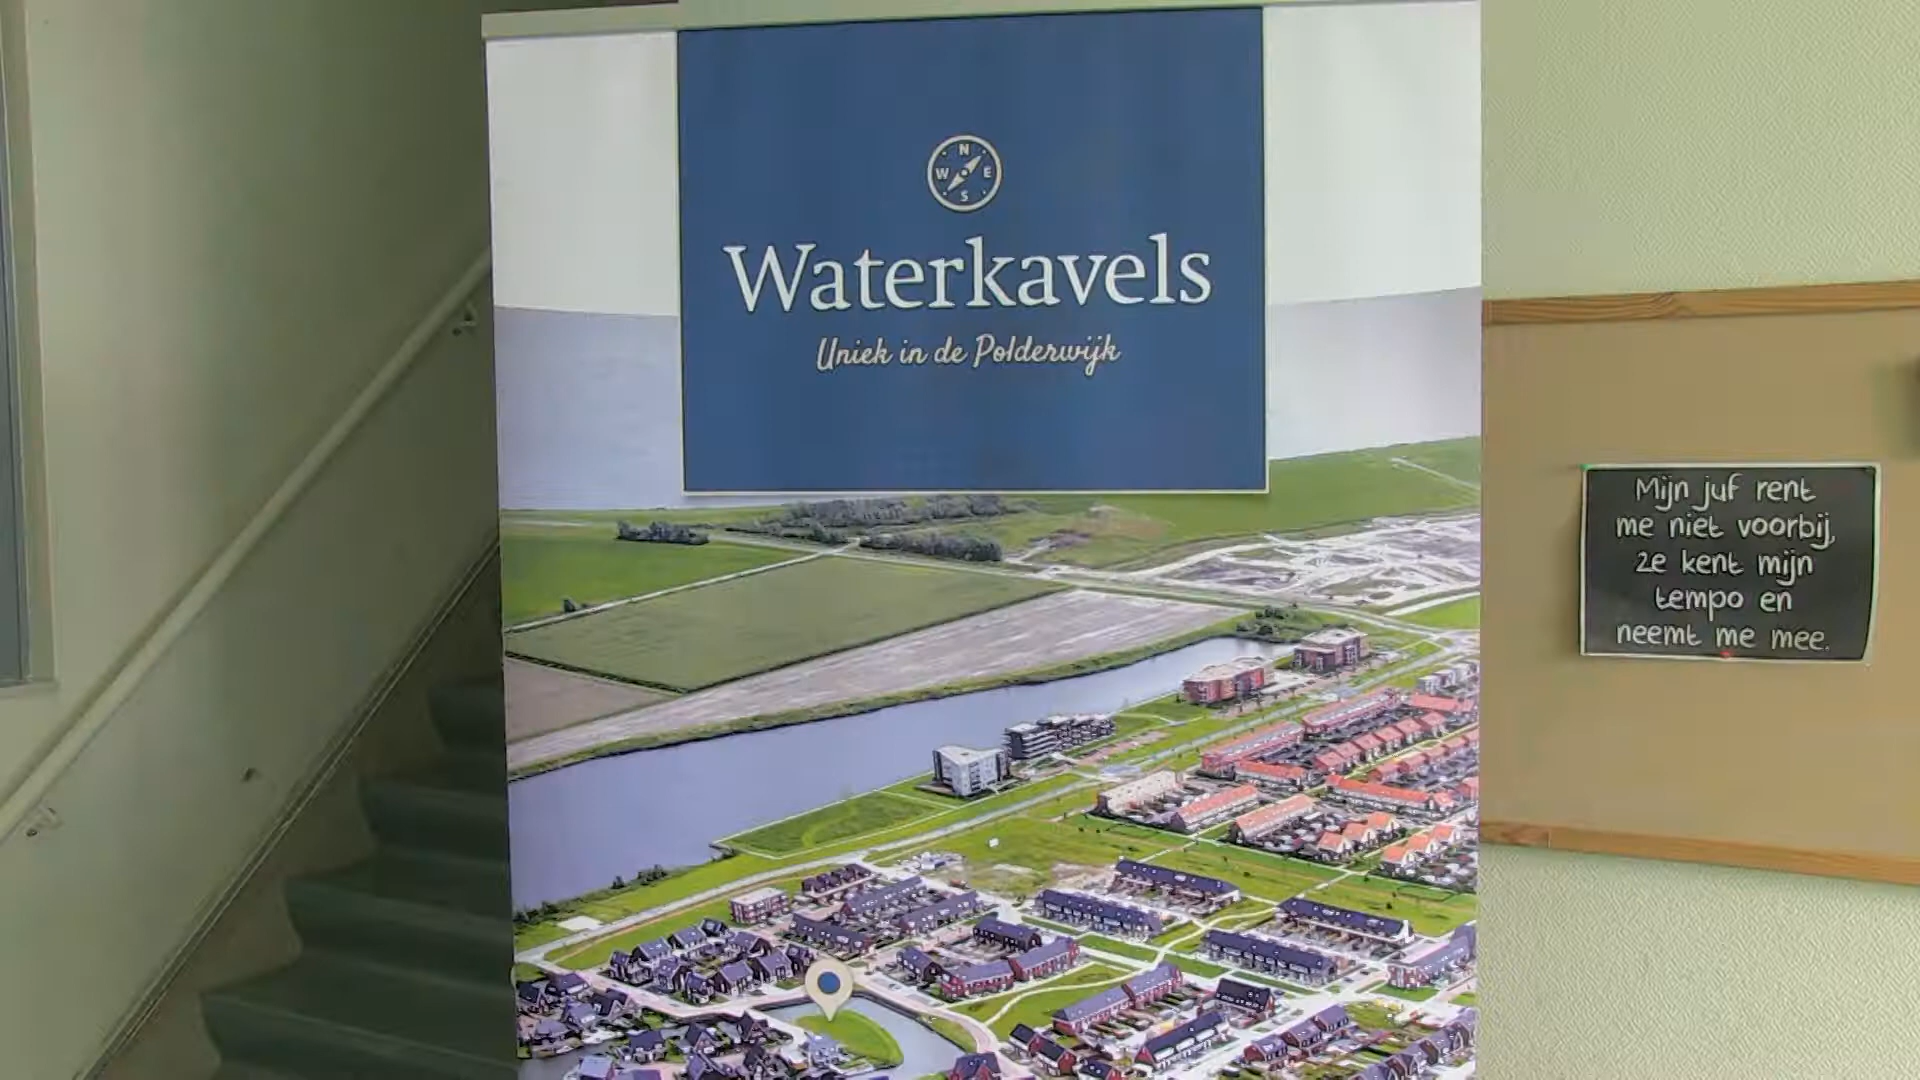 N
W E
S
Waterkavels
Uniek in de Polderwijk
Mijn juf rent
me niet voorbij,
ze kent mijn
tempo en
neemt me mee.